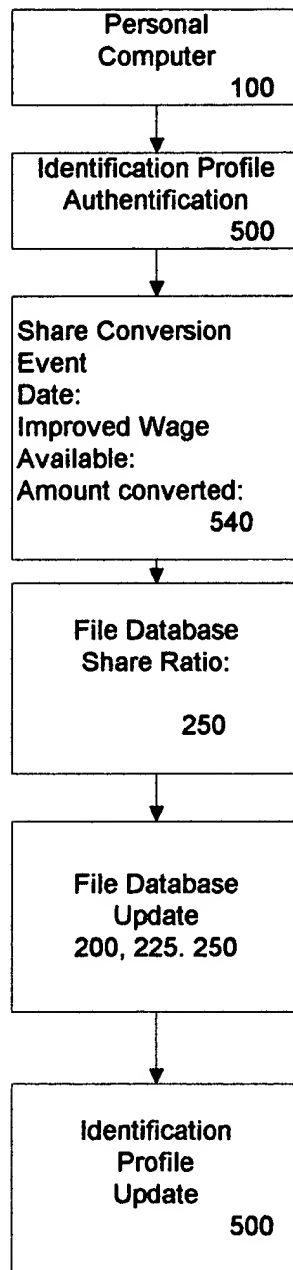 Personal
Computer
100
Identification Profile
Authentification
500
Share Conversion
Event
Date:
Improved Wage
Available:
Amount converted:
540
File Database
Share Ratio:
250
File Database
Update
200, 225. 250
Identification
Profile
Update
500